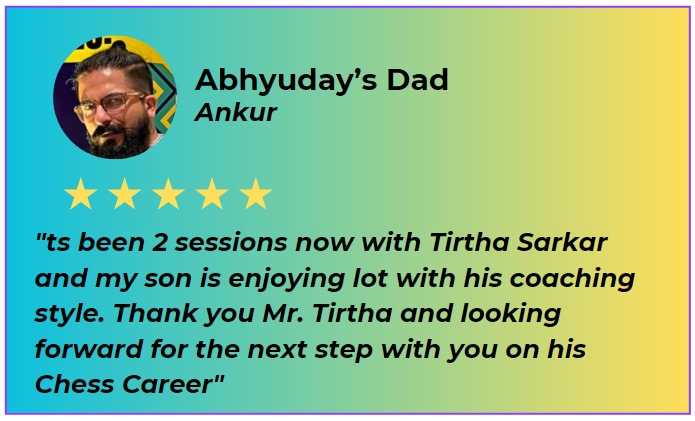 Abhyuday’s Dad
Ankur
"ts been 2 sessions now with Tirtha Sarkar
and my son is enjoying lot with his coaching
style. Thank you Mr. Tirtha and looking
forward for the next step with you on his
Chess Career"